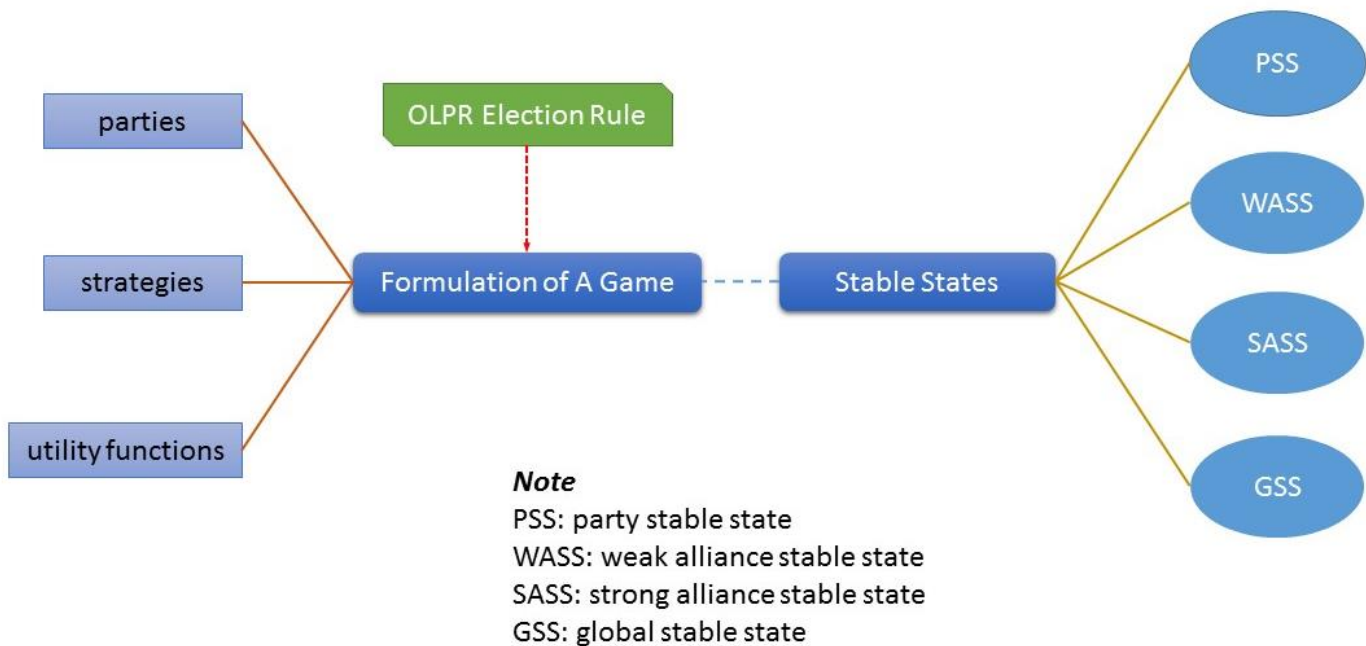 parties
strategies
utility functions
OLPR Election Rule
Formulation of A Game
Stable States
PSS
WASS
SASS
GSS
Note
PSS: party stable state
WASS: weak alliance stable state
SASS: strong alliance stable state
GSS: global stable state